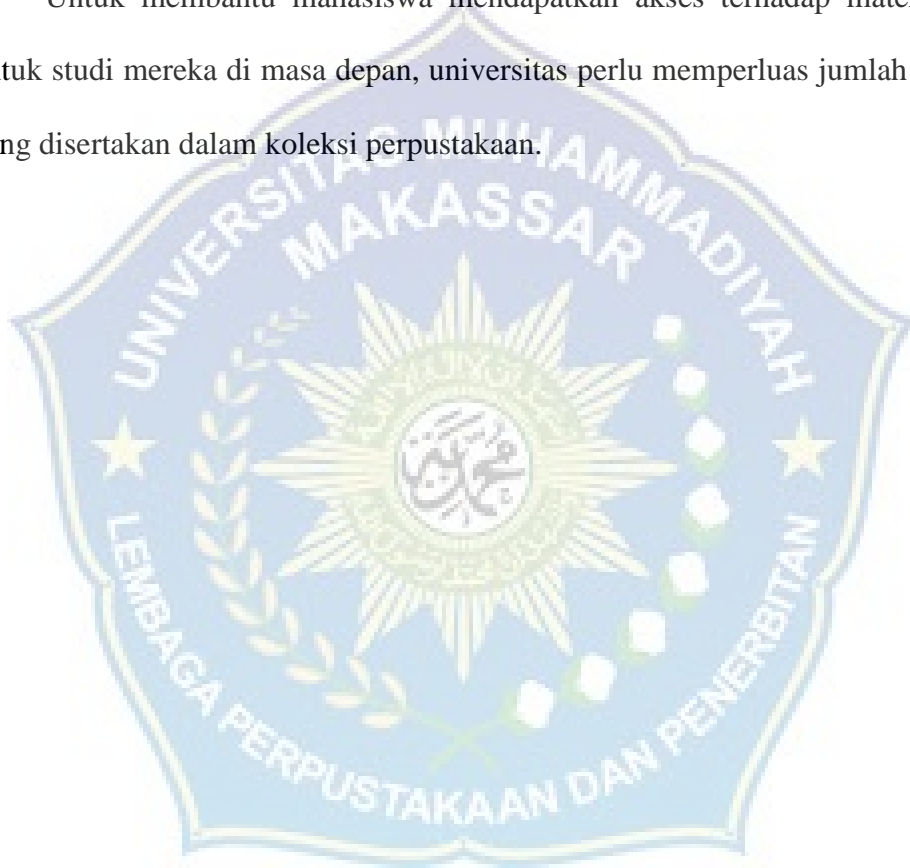 Untuk membantu mahasiswa mendapatkan akses terhadap mate
tuk studi mereka di masa depan, universitas perlu memperluas jumlah
ng disertakan dalam koleksi perpustakaan.
UNIVERSITAS MUHAMMADIYAH
MAKASSAR
LEMBAGA PERPUSTAKAAN DAN PENERBITAN